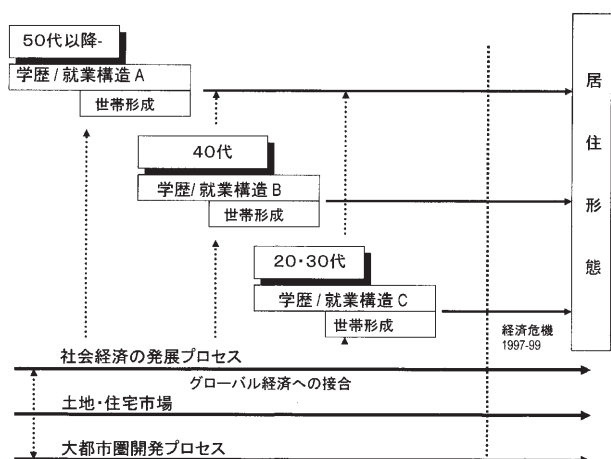 50代以降-
学歴/就業構造A
世帯形成
40代
学歴/就業構造B
世帯形成
20・30代
学歴/就業構造C
世帯形成
居住形態
経済危機
1997-99
社会経済の発展プロセス
グローバル経済への接合
土地・住宅市場
大都市圏開発プロセス